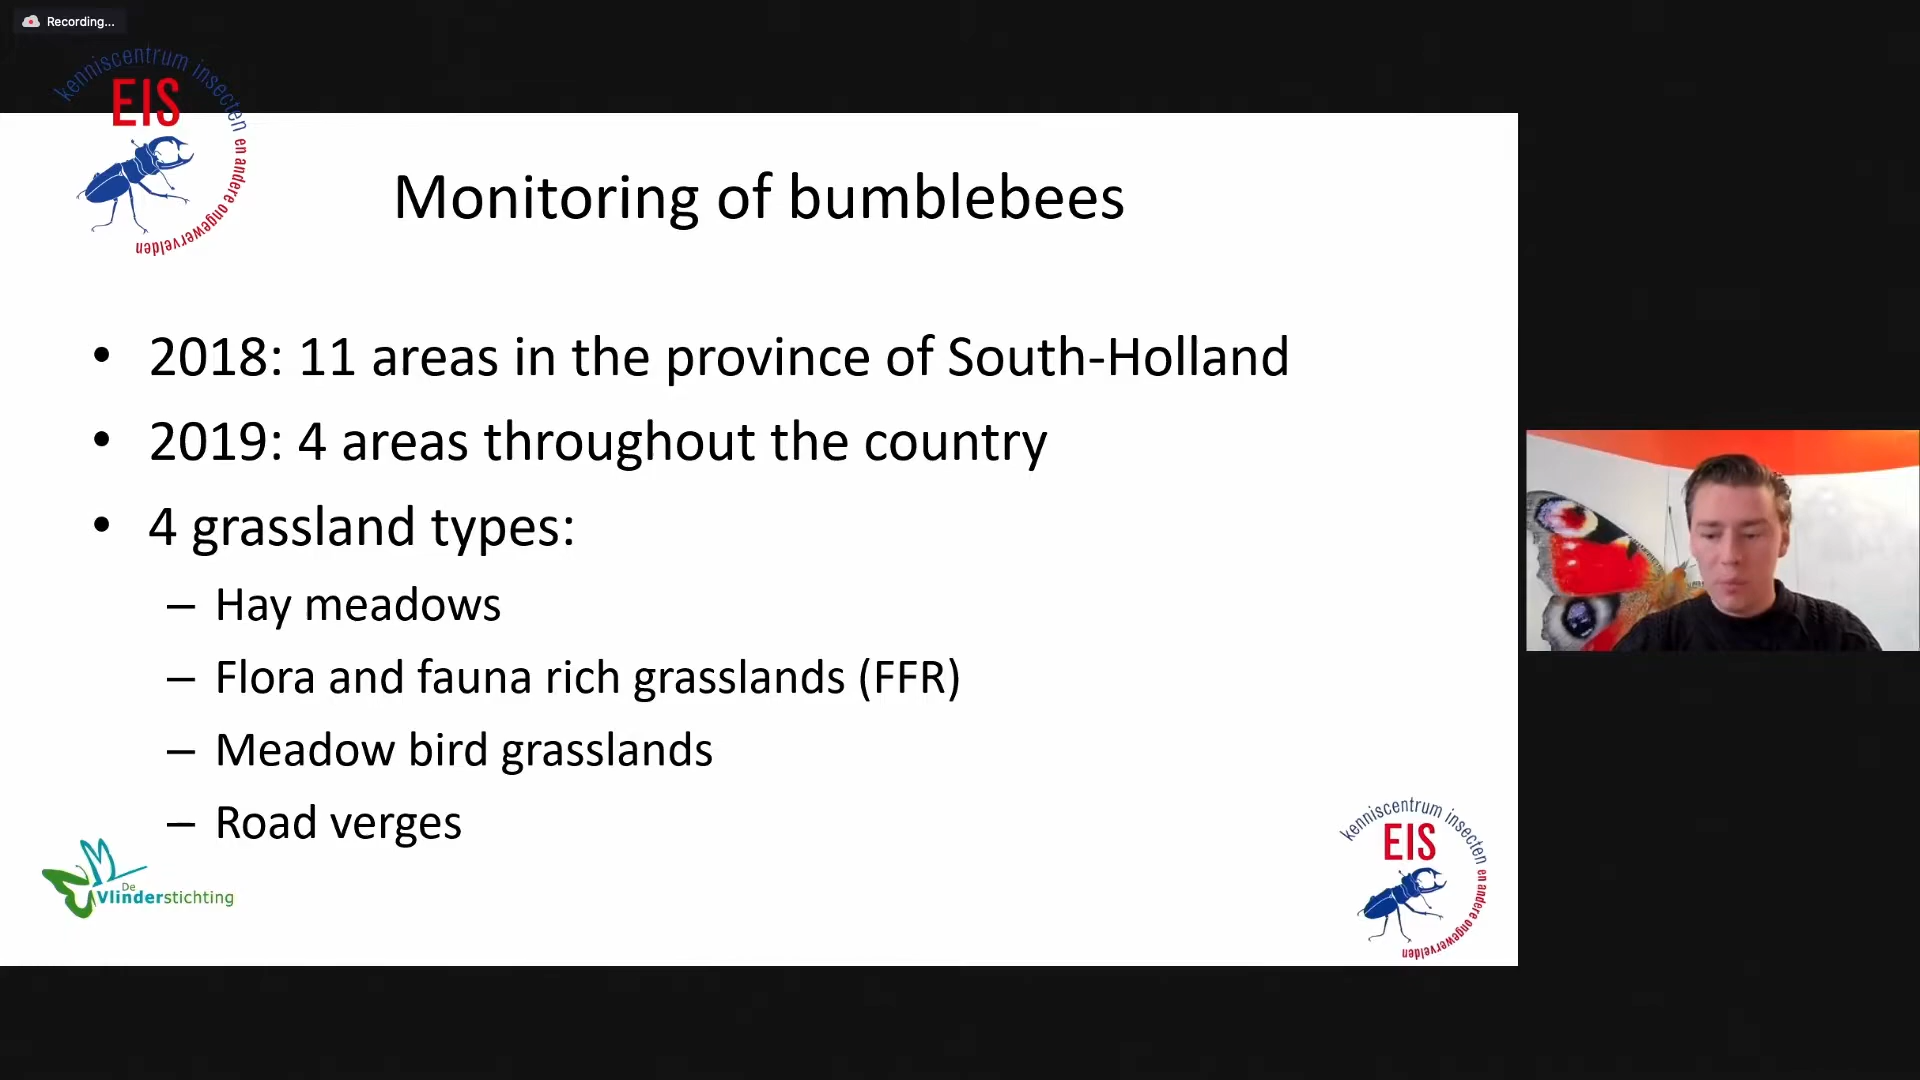 Recording...
kenniscentrum insecten en andere ongewervelden
EIS
Monitoring of bumblebees
• 2018: 11 areas in the province of South-Holland
• 2019: 4 areas throughout the country
• 4 grassland types:
– Hay meadows
– Flora and fauna rich grasslands (FFR)
– Meadow bird grasslands
– Road verges
De
Vlinderstichting
kenniscentrum insecten en andere ongewervelden
EIS